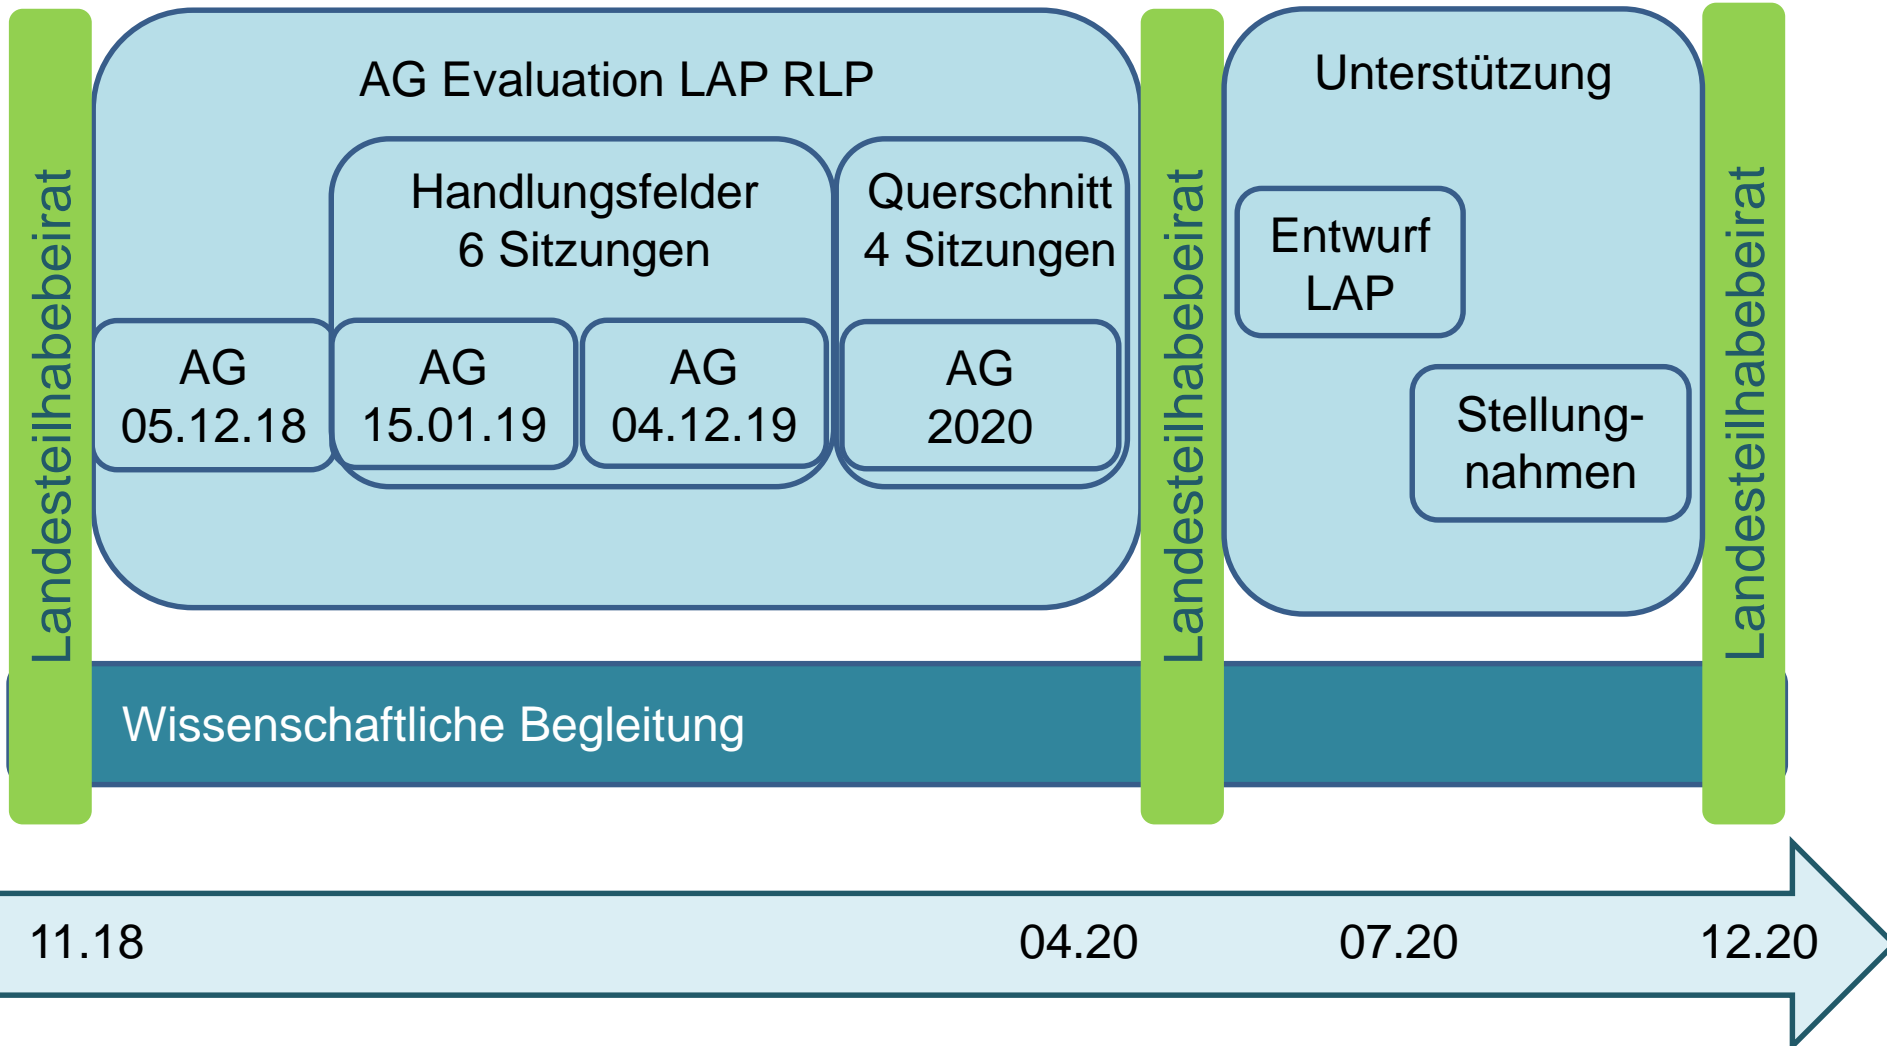 Landesteilhabebeirat
AG Evaluation LAP RLP
Handlungsfelder
6 Sitzungen
Querschnitt
4 Sitzungen
AG
05.12.18
AG
15.01.19
AG
04.12.19
AG
2020
Landesteilhabebeirat
Unterstützung
Entwurf
LAP
Stellung-
nahmen
Landesteilhabebeirat
Wissenschaftliche Begleitung
11.18
04.20
07.20
12.20